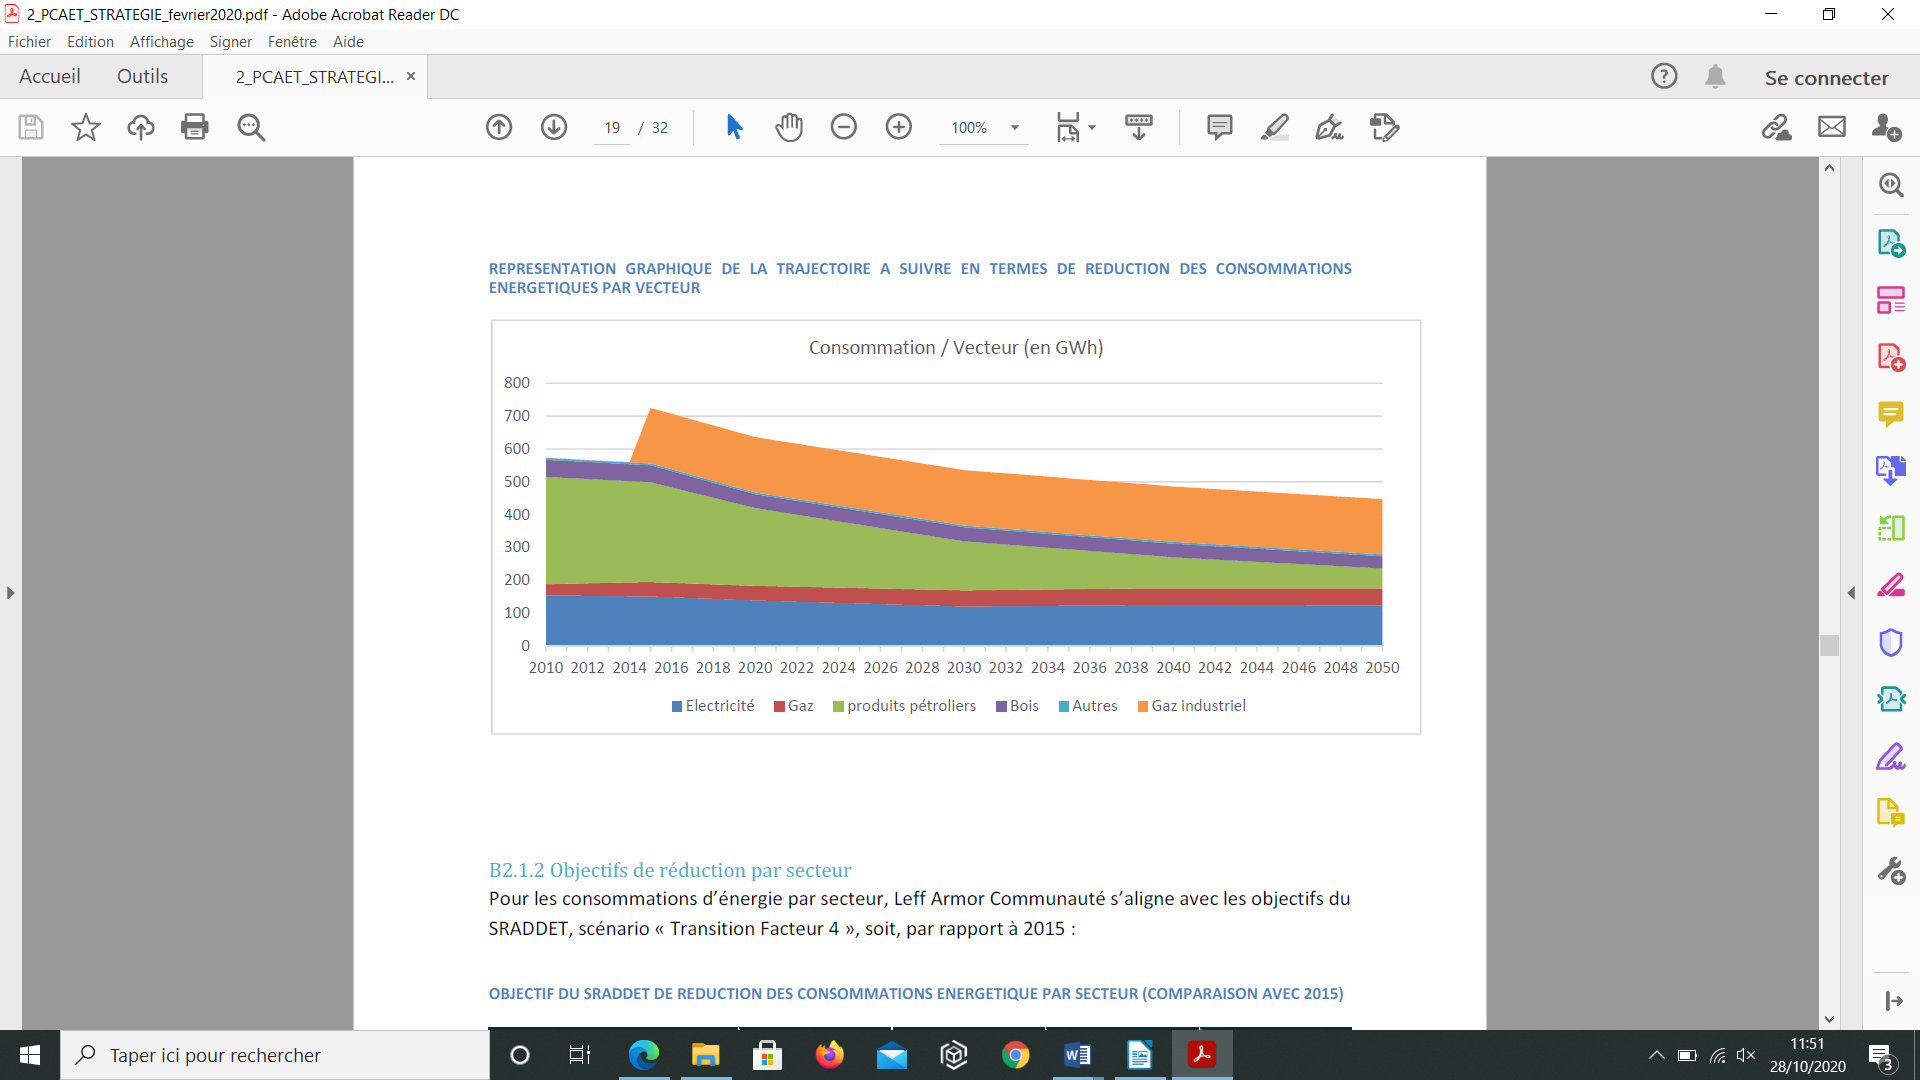 2_PCAET_STRATEGIE_fevrier2020.pdf - Adobe Acrobat Reader DC
Fichier Edition Affichage Signer Fenêtre Aide
Accueil Outils 2_PCAET_STRATEGI... × Se connecter
19 / 32 100%
REPRESENTATION GRAPHIQUE DE LA TRAJECTOIRE A SUIVRE EN TERMES DE REDUCTION DES CONSOMMATIONS
ENERGETIQUES PAR VECTEUR
Consommation / Vecteur (en GWh)
800
700
600
500
400
300
200
100
0
2010 2012 2014 2016 2018 2020 2022 2024 2026 2028 2030 2032 2034 2036 2038 2040 2042 2044 2046 2048 2050
Electricité Gaz produits pétroliers Bois Autres Gaz industriel
B2.1.2 Objectifs de réduction par secteur
Pour les consommations d’énergie par secteur, Leff Armor Communauté s’aligne avec les objectifs du
SRADDET, scénario « Transition Facteur 4 », soit, par rapport à 2015 :
OBJECTIF DU SRADDET DE REDUCTION DES CONSOMMATIONS ENERGETIQUE PAR SECTEUR (COMPARAISON AVEC 2015)
Taper ici pour rechercher
11:51
28/10/2020
3